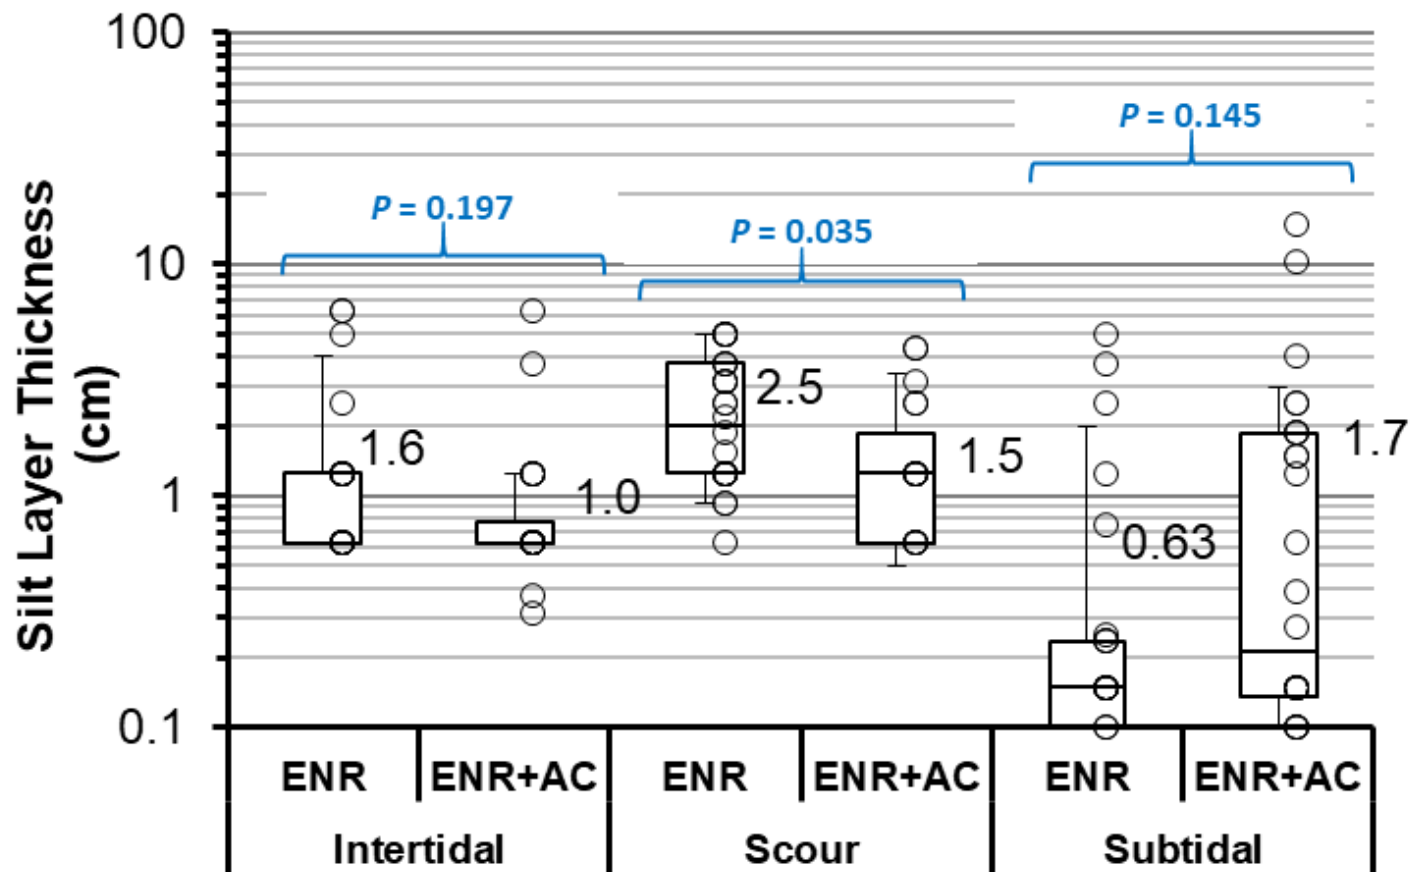 Silt Layer Thickness
(cm)
100
10
1
0.1
P = 0.197
P = 0.035
P = 0.145
1.6
1.0
2.5
1.5
0.63
1.7
ENR ENR+AC ENR ENR+AC ENR ENR+AC
Intertidal Scour Subtidal